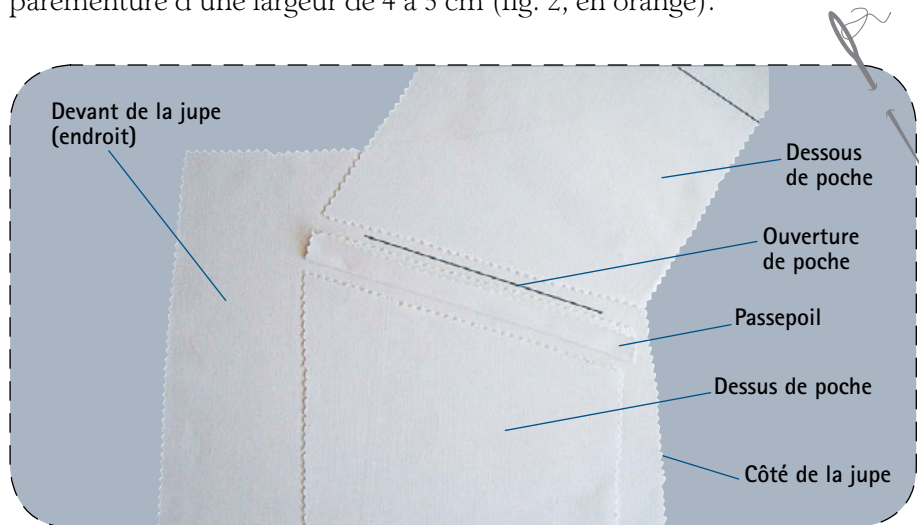 parementure d'une largeur de 4 à 5 cm (fig. 2, en orange).
Devant de la jupe
(endroit)
Dessous
de poche
Ouverture
de poche
Passepoil
Dessus de poche
Côté de la jupe